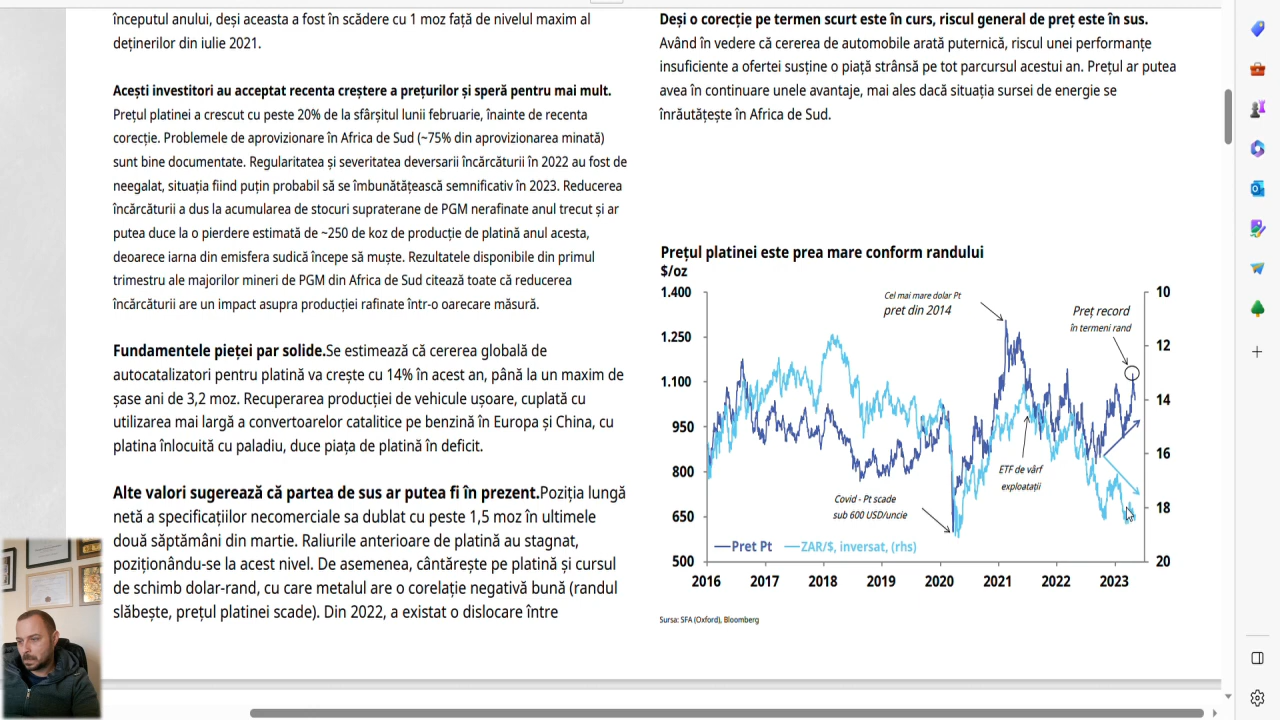 începutul anului, deși aceasta a fost în scădere cu 1 moz față de nivelul maxim al
deținerilor din iulie 2021.
Acești investitori au acceptat recenta creștere a prețurilor și speră pentru mai mult.
Prețul platinei a crescut cu peste 20% de la sfârșitul lunii februarie, înainte de recenta
corecție. Problemele de aprovizionare în Africa de Sud (~75% din aprovizionarea minată)
sunt bine documentate. Regularitatea și severitatea deversarii încărcăturii în 2022 au fost de
neegalat, situația fiind puțin probabil să se îmbunătățească semnificativ în 2023. Reducerea
încărcăturii a dus la acumularea de stocuri supraterane de PGM nerafinate anul trecut și ar
putea duce la o pierdere estimată de ~250 de koz de producție de platină anul acesta,
deoarece iarna din emisfera sudică începe să muște. Rezultatele disponibile din primul
trimestru ale majorilor mineri de PGM din Africa de Sud citează toate că reducerea
încărcăturii are un impact asupra producției rafinate într-o oarecare măsură.
Fundamentele pieței par solide.Se estimează că cererea globală de
autocatalizatori pentru platină va crește cu 14% în acest an, până la un maxim de
șase ani de 3,2 moz. Recuperarea producției de vehicule ușoare, cuplată cu
utilizarea mai largă a convertoarelor catalitice pe benzină în Europa și China, cu
platina înlocuită cu paladiu, duce piața de platină în deficit.
Alte valori sugerează că partea de sus ar putea fi în prezent.Poziția lungă
netă a specificațiilor necomerciale sa dublat cu peste 1,5 moz în ultimele
două săptămâni din martie. Raliurile anterioare de platină au stagnat,
poziționându-se la acest nivel. De asemenea, cântărește pe platină și cursul
de schimb dolar-rand, cu care metalul are o corelație negativă bună (randul
slăbește, prețul platinei scade). Din 2022, a existat o dislocare între
Deși o corecție pe termen scurt este în curs, riscul general de preț este în sus.
Având în vedere că cererea de automobile arată puternică, riscul unei performanțe
insuficiente a ofertei susține o piață strânsă pe tot parcursul acestui an. Prețul ar putea
avea în continuare unele avantaje, mai ales dacă situația sursei de energie se
înrăutățește în Africa de Sud.
Prețul platinei este prea mare conform randului
$/oz
1.400
1.250
1.100
950
800
650
500
Cel mai mare dolar Pt
pret din 2014
Preț record
în termeni rand
ETF de vârf
exploatații
Covid - Pt scade
sub 600 USD/uncie
Pret Pt
ZAR/$, inversat, (rhs)
10
12
14
16
18
20
2016 2017 2018 2019 2020 2021 2022 2023
Sursa: SFA (Oxford), Bloomberg